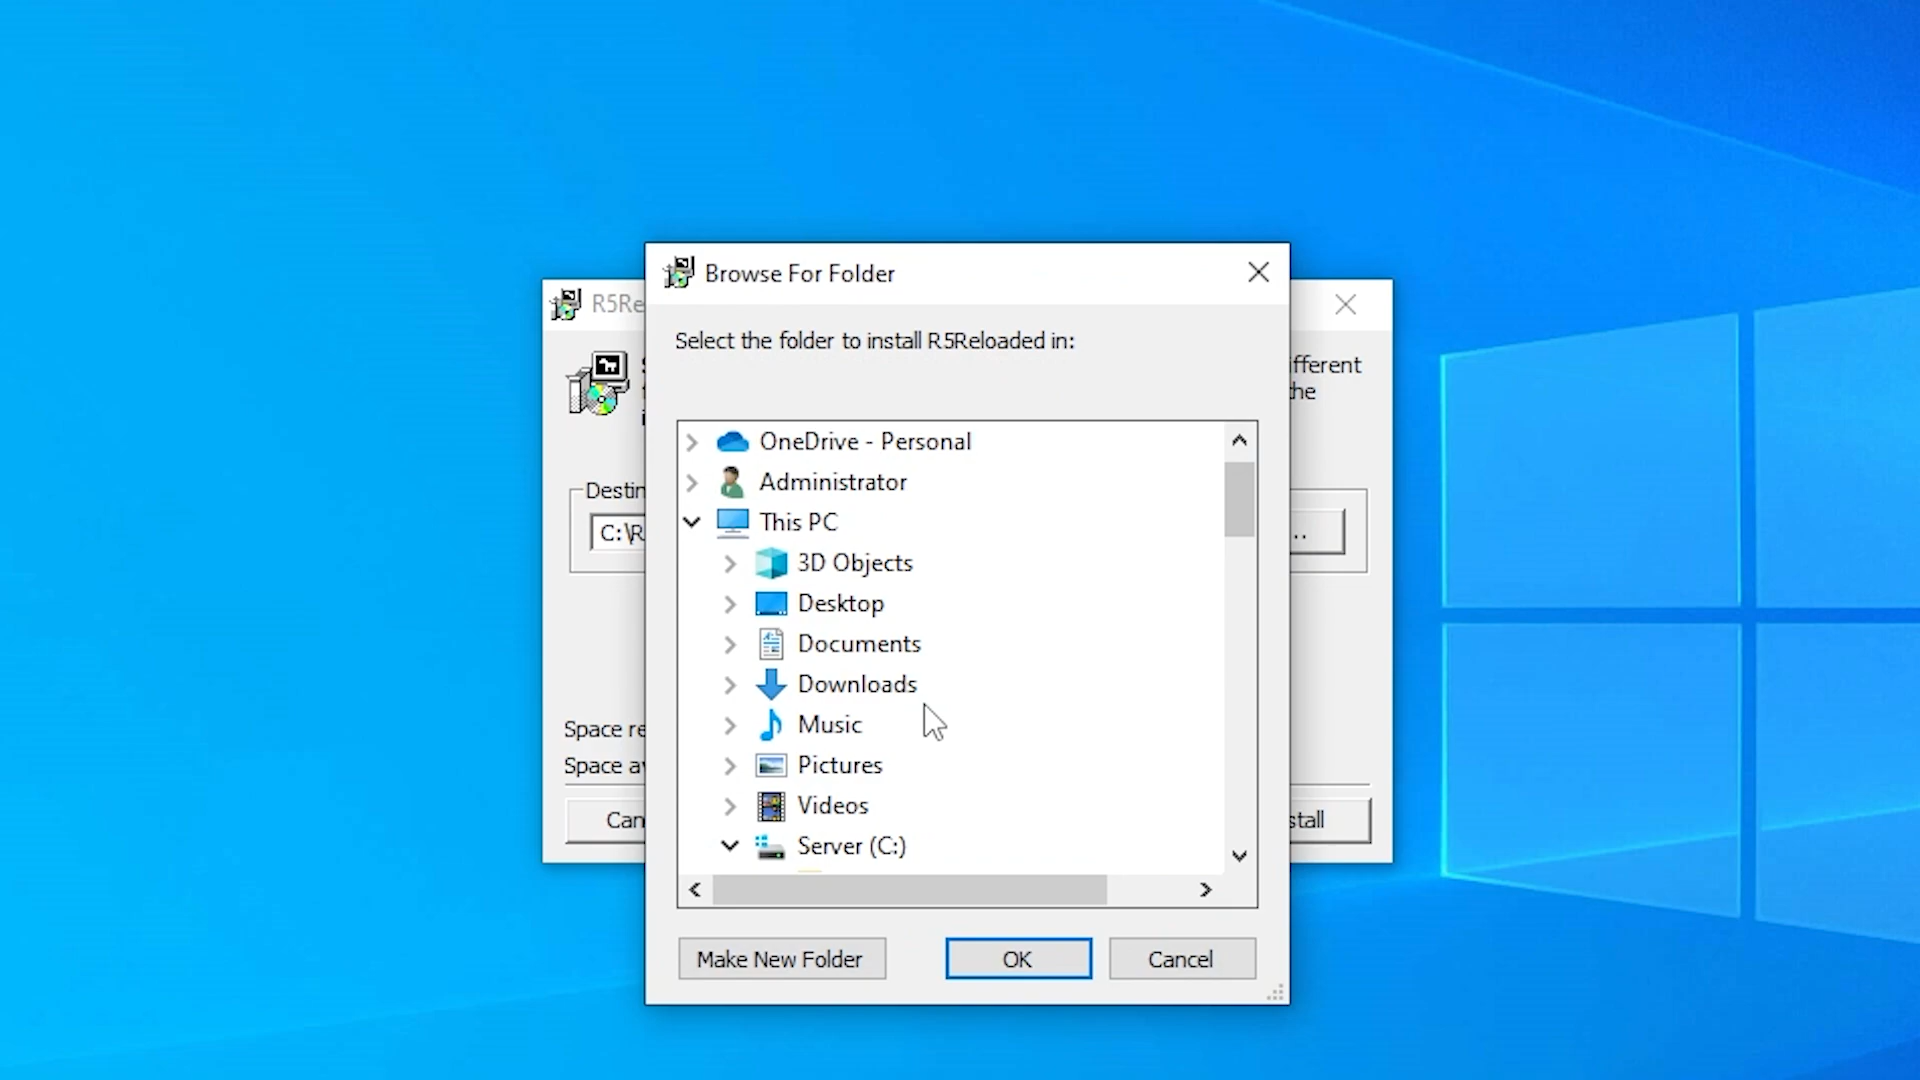 Browse For Folder
R5Re
Select the folder to install R5Reloaded in:
ifferent
the
OneDrive - Personal
Administrator
Destin
This PC
C:\R
..
3D Objects
Desktop
Documents
Downloads
Music
Space re
Pictures
Space av
Videos
Can
stall
Server (C:)
Make New Folder
OK
Cancel